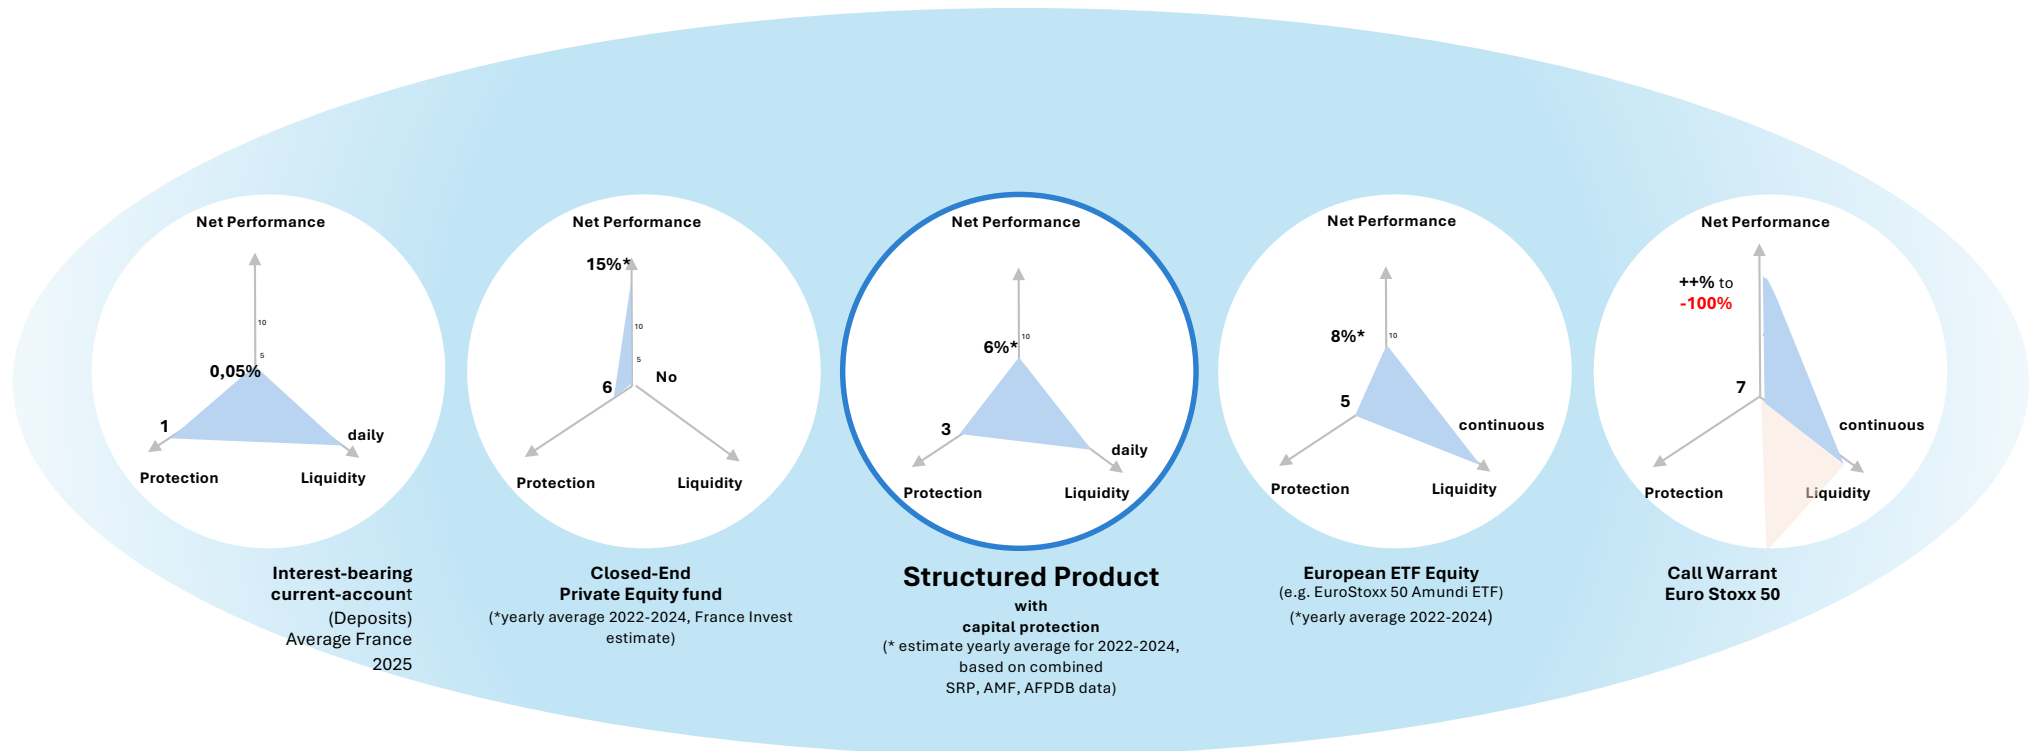 Net Performance
0,05%
10
5
1
daily
Protection
Liquidity
Interest-bearing
current-account
(Deposits)
Average France
2025
Net Performance
15%*
10
5
6
No
Protection
Liquidity
Closed-End
Private Equity fund
(*yearly average 2022-2024, France Invest
estimate)
Net Performance
10
6%*
3
daily
Protection
Liquidity
Structured Product
with
capital protection
(* estimate yearly average for 2022-2024,
based on combined
SRP, AMF, AFPDB data)
Net Performance
8%*
10
5
continuous
Protection
Liquidity
European ETF Equity
(e.g. EuroStoxx 50 Amundi ETF)
(*yearly average 2022-2024)
Net Performance
++% to
-100%
7
continuous
Protection
Liquidity
Call Warrant
Euro Stoxx 50